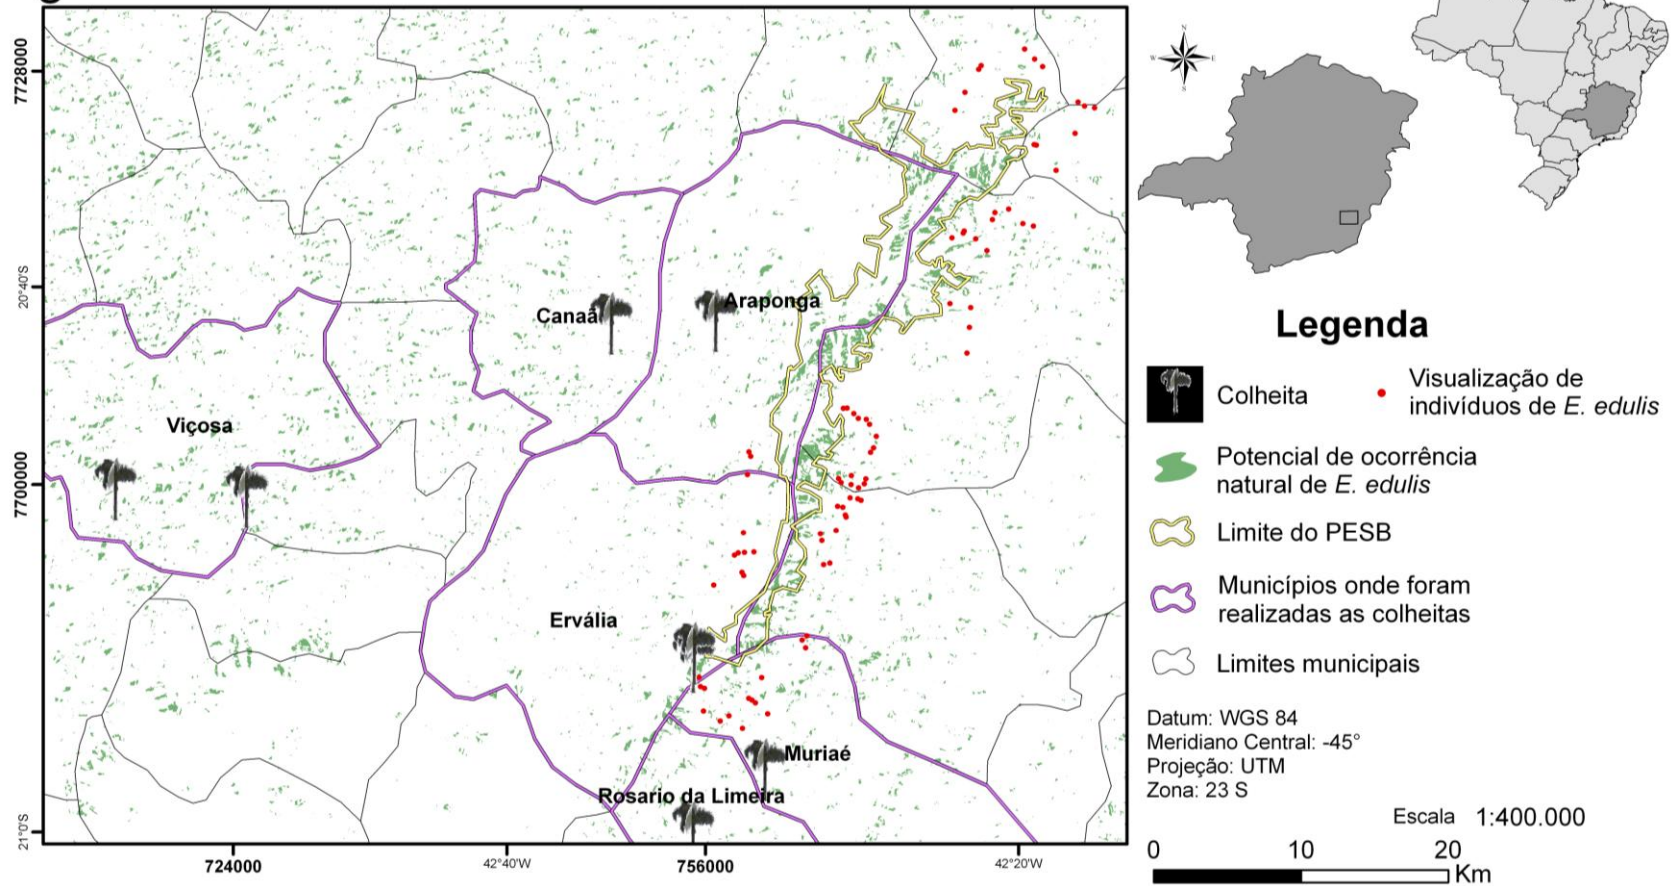 7728000
20°40'S
7700000
21°0'S
724000
42°40'W
756000
42°20'W
Canaã
Araponga
Viçosa
Ervália
Muriaé
Rosario da Limeira
N
W
E
S
Legenda
Colheita
Visualização de
indivíduos de E. edulis
Potencial de ocorrência
natural de E. edulis
Limite do PESB
Municípios onde foram
realizadas as colheitas
Limites municipais
Datum: WGS 84
Meridiano Central: -45°
Projeção: UTM
Zona: 23 S
Escala 1:400.000
0 10 20
Km